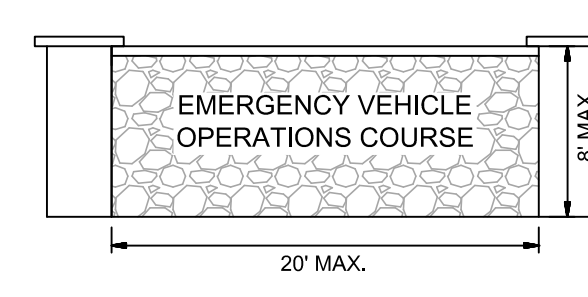 EMERGENCY VEHICLE
OPERATIONS COURSE
8' MAX.
20' MAX.